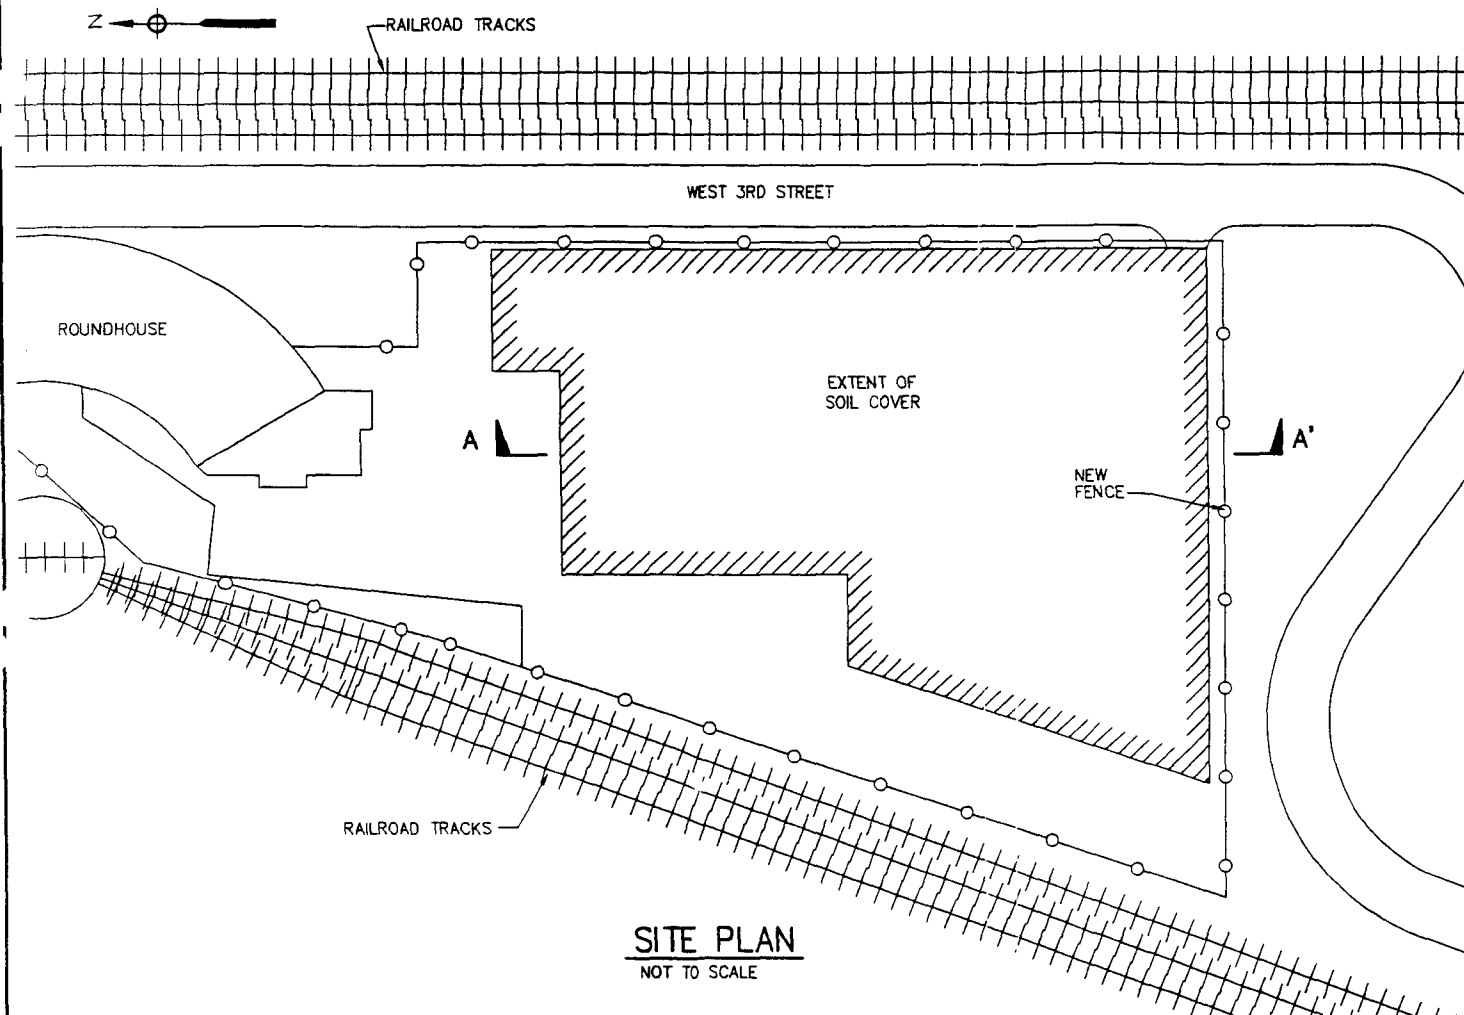 N
RAILROAD TRACKS
WEST 3RD STREET
ROUNDHOUSE
EXTENT OF
SOIL COVER
A
A'
NEW
FENCE
RAILROAD TRACKS
SITE PLAN
NOT TO SCALE